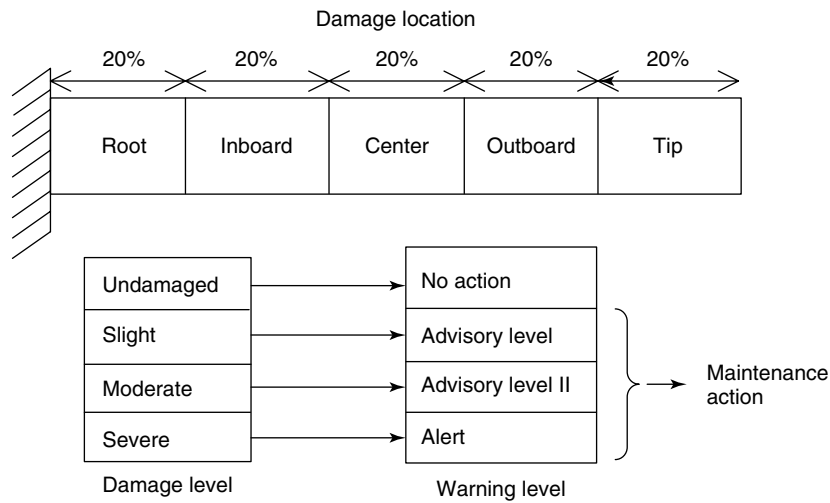 Damage location
20% 20% 20% 20% 20%
Root Inboard Center Outboard Tip
Undamaged No action
Slight Advisory level
Moderate Advisory level II
Severe Alert
Maintenance
action
Damage level Warning level